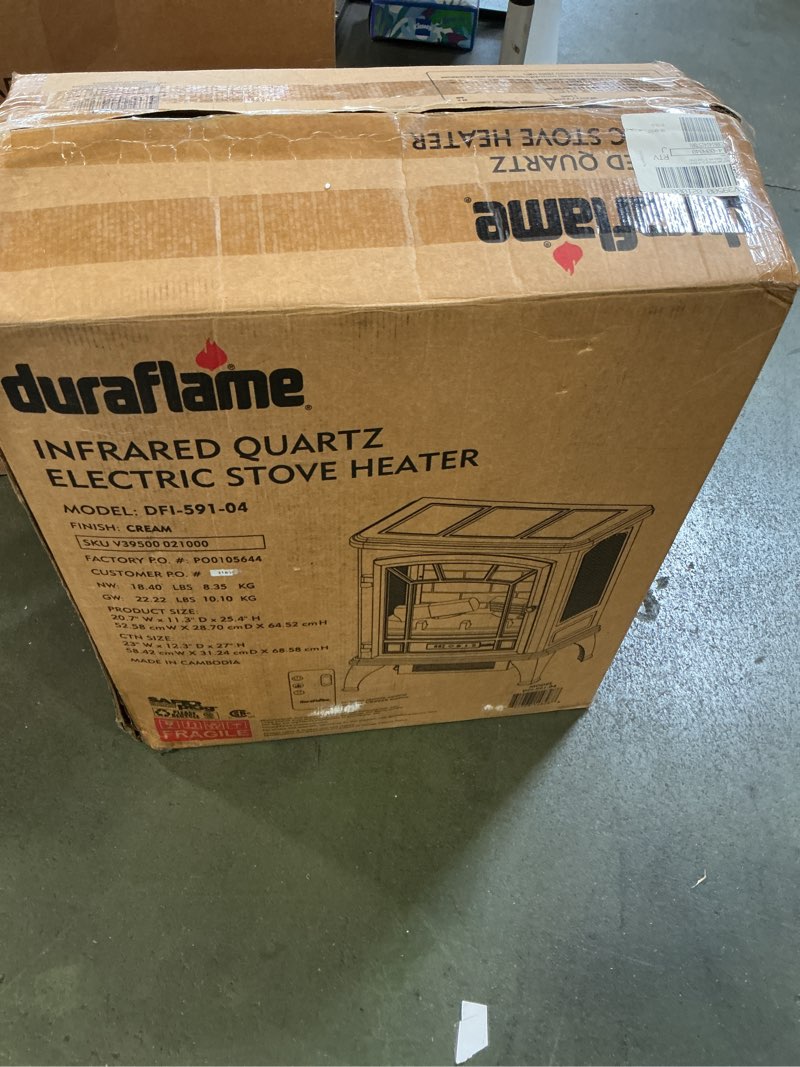 ED QUARTZ
C STOVE HEATER
duraflame®
RTV
duraflame®
INFRARED QUARTZ
ELECTRIC STOVE HEATER
MODEL: DFI-591-04
FINISH: CREAM
SKU V39500 021000
FACTORY P.O. #: PO0105644
CUSTOMER P.O. #
NW: 18.40 LBS 8.35 KG
GW: 22.22 LBS 10.10 KG
PRODUCT SIZE:
20.7" W x 11.3" D x 25.4" H
52.58 cmW X 28.70 cmD X 64.52 cmH
CTN SIZE:
23" W x 12.3" D x 27" H
58.42 cmW X 31.24 cmD X 68.58 cmH
MADE IN CAMBODIA
duraflame
FRAGILE